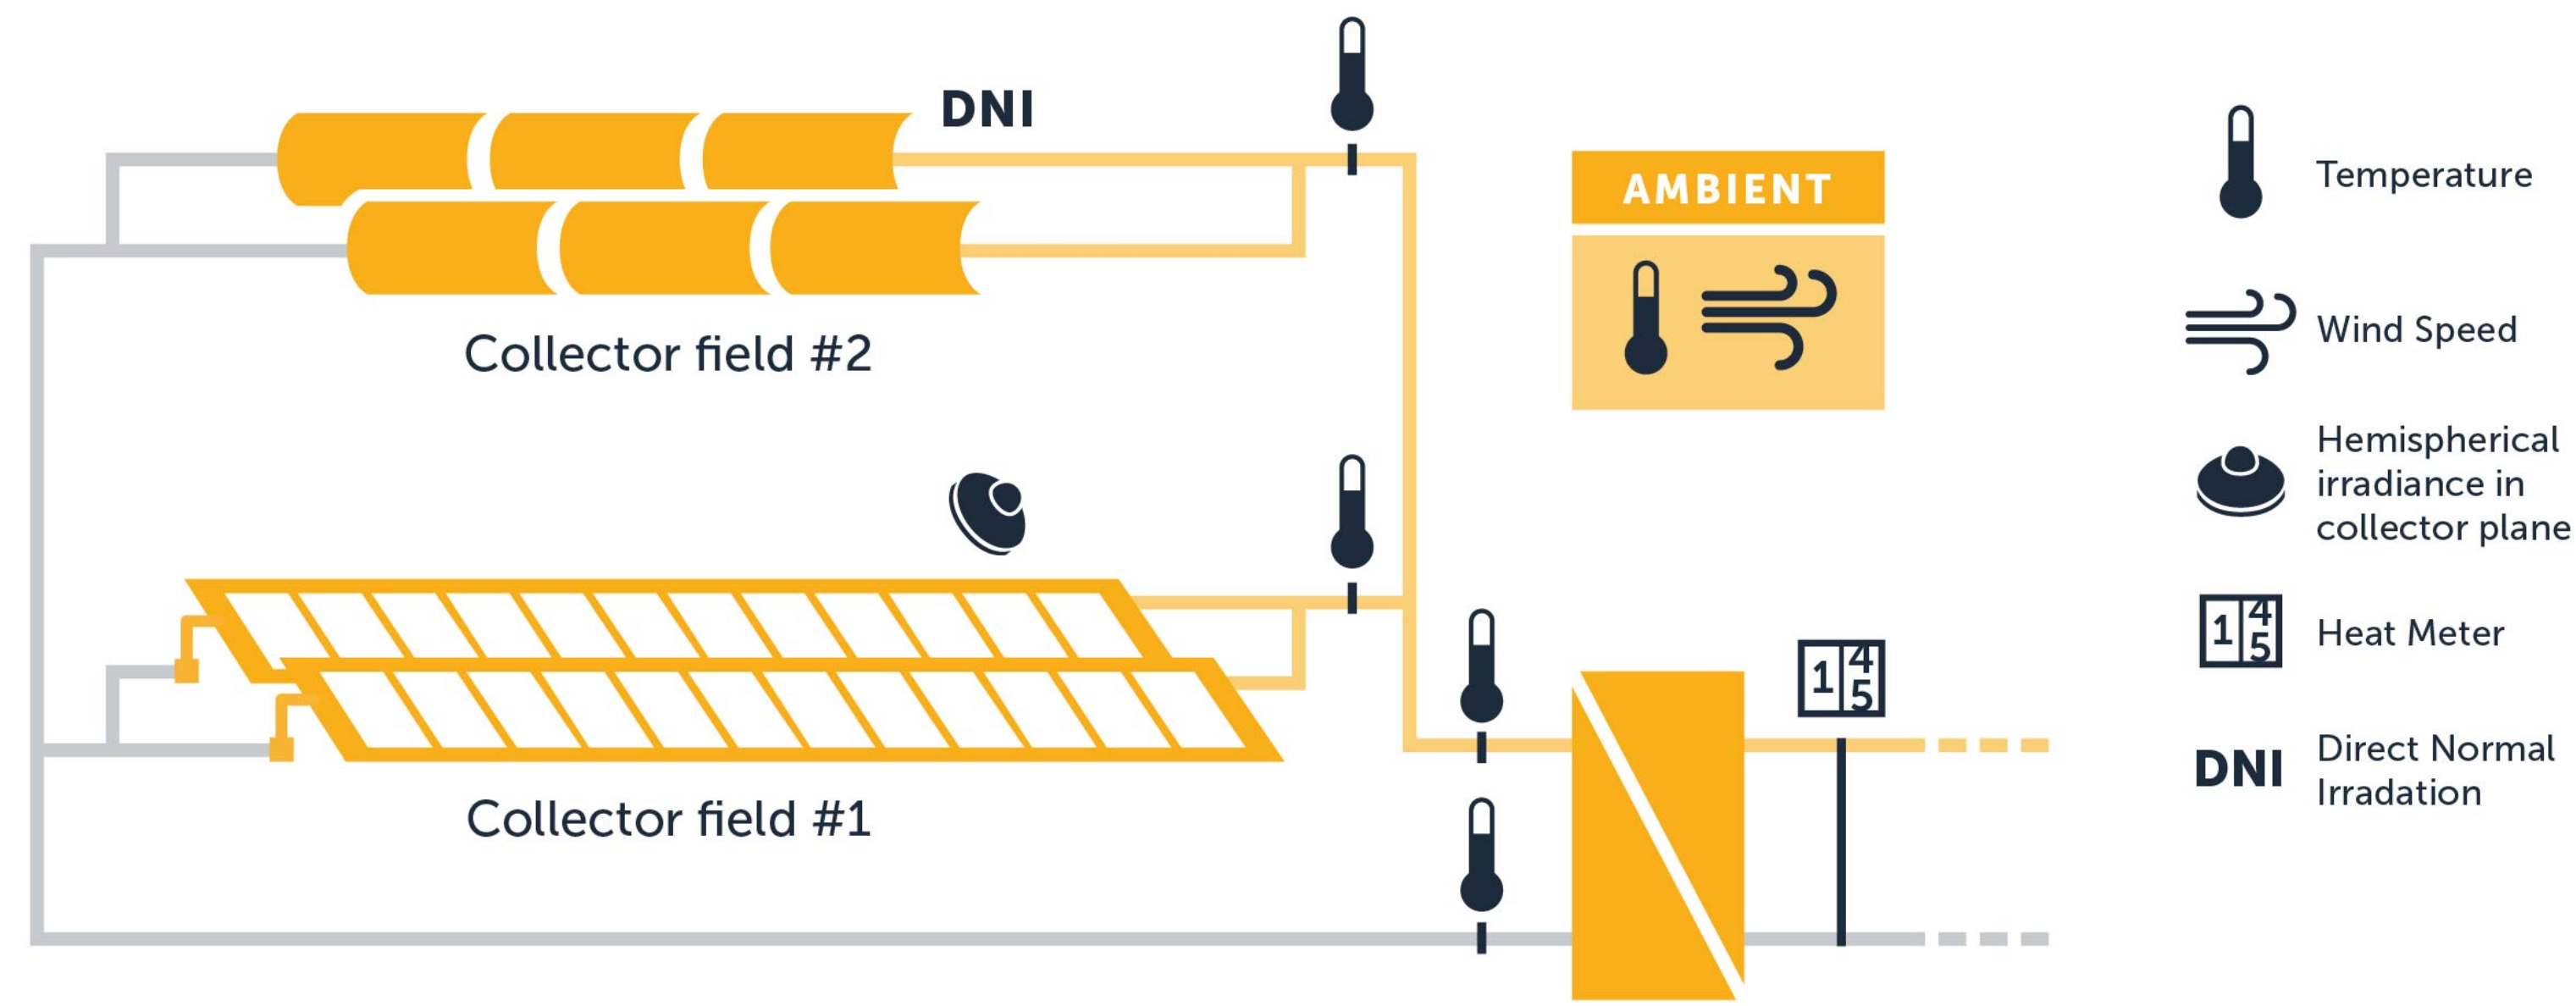 DNI
Collector field #2
AMBIENT
Collector field #1
1 4
5
Temperature
Wind Speed
Hemispherical
irradiance in
collector plane
1 4
5
Heat Meter
DNI
Direct Normal
Irradation